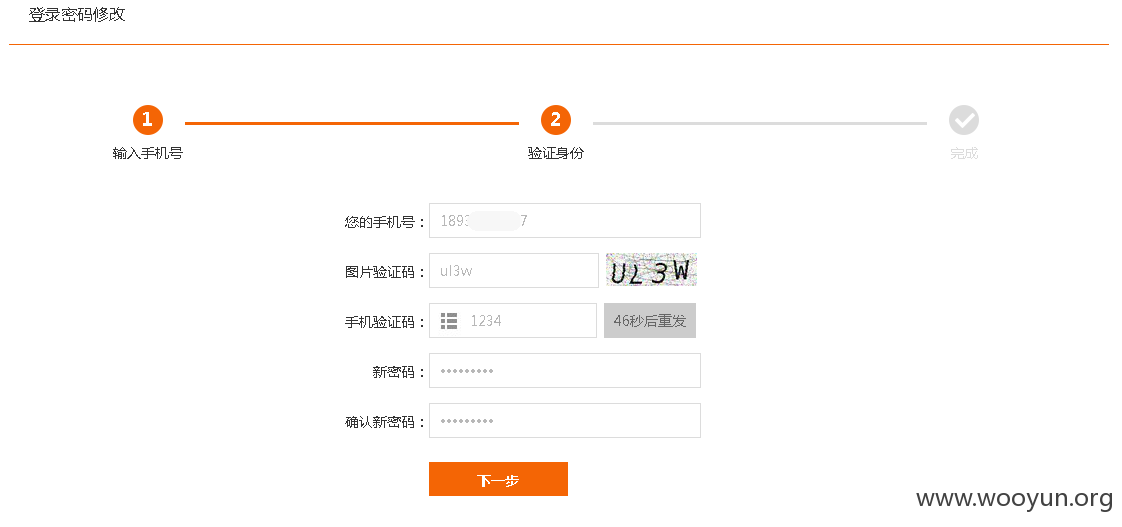 登录密码修改
1 2
输入手机号 验证身份 完成
您的手机号： 1893 7
图片验证码： ul3w UL3W
手机验证码： 1234 46秒后重发
新密码： •••••••••
确认新密码： •••••••••
下一步
www.wooyun.org